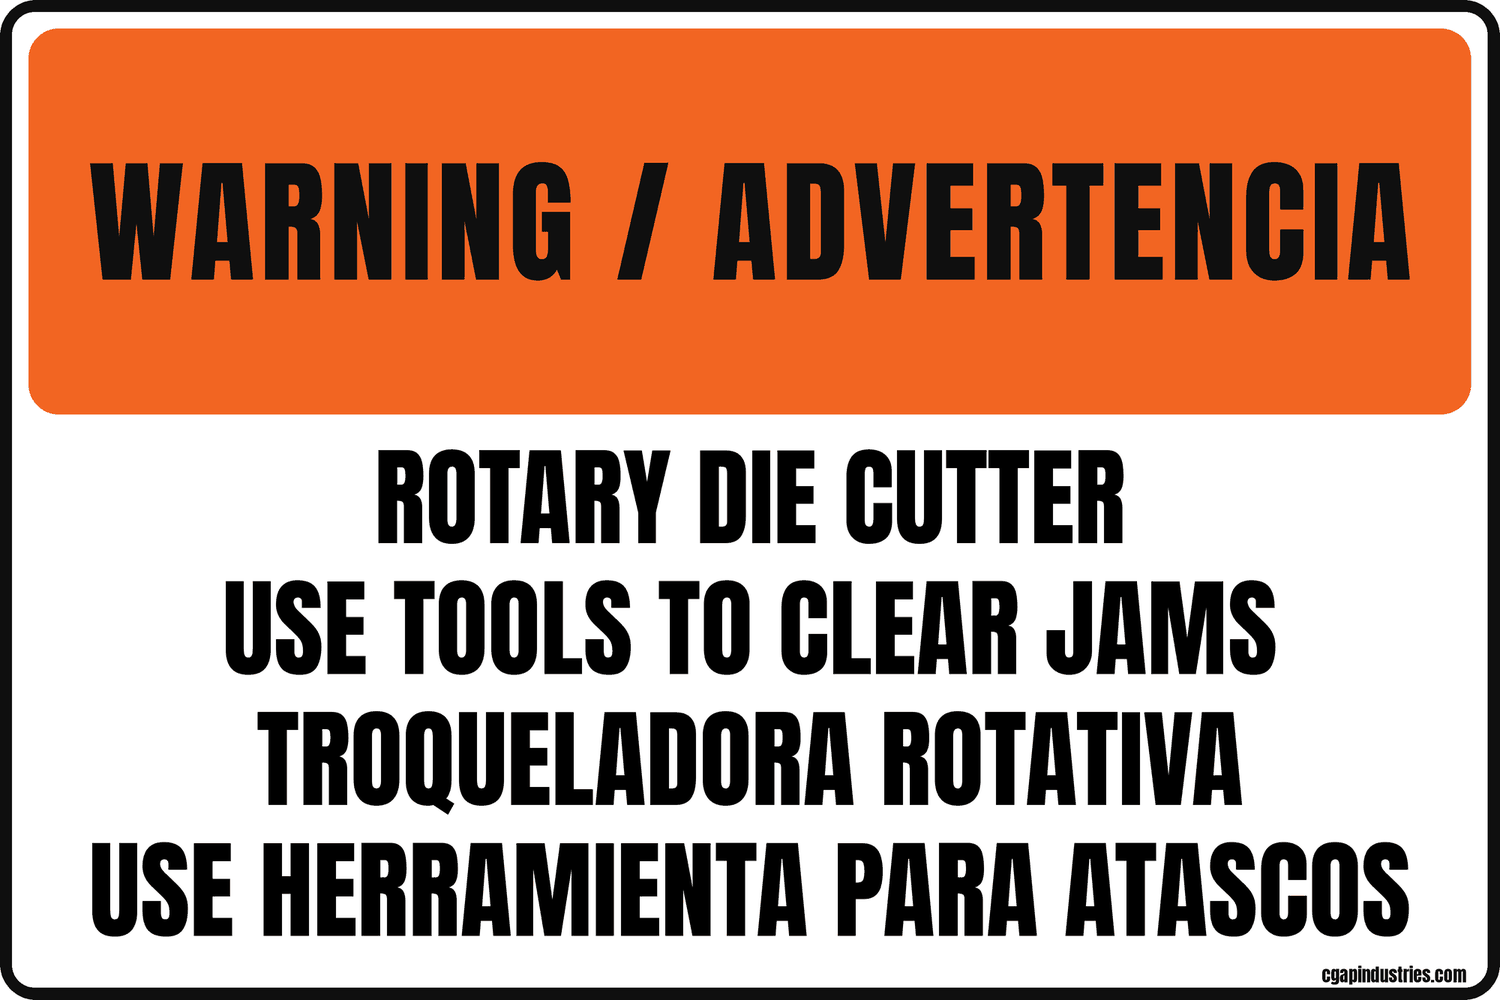 WARNING / ADVERTENCIA
ROTARY DIE CUTTER
USE TOOLS TO CLEAR JAMS
TROQUELADORA ROTATIVA
USE HERRAMIENTA PARA ATASCOS
cgapindustries.com